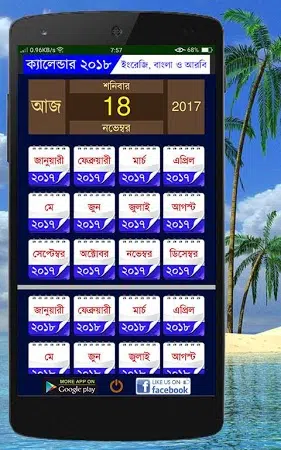 0.96KB/s 7:57 68%
ক্যালেন্ডার ২০১৮ ইংরেজি, বাংলা ও আরবি
শনিবার
আজ 18 2017
নভেম্বর
জানুয়ারী ফেব্রুয়ারী মার্চ এপ্রিল
২০১৭ ২০১৭ ২০১৭ ২০১৭
মে জুন জুলাই আগস্ট
২০১৭ ২০১৭ ২০১৭ ২০১৭
সেপ্টেম্বর অক্টোবর নভেম্বর ডিসেম্বর
২০১৭ ২০১৭ ২০১৭ ২০১৭
জানুয়ারী ফেব্রুয়ারী মার্চ এপ্রিল
২০১৮ ২০১৮ ২০১৮ ২০১৮
মে জুন জুলাই আগস্ট
MORE APP ON LIKE US ON
Google play facebook